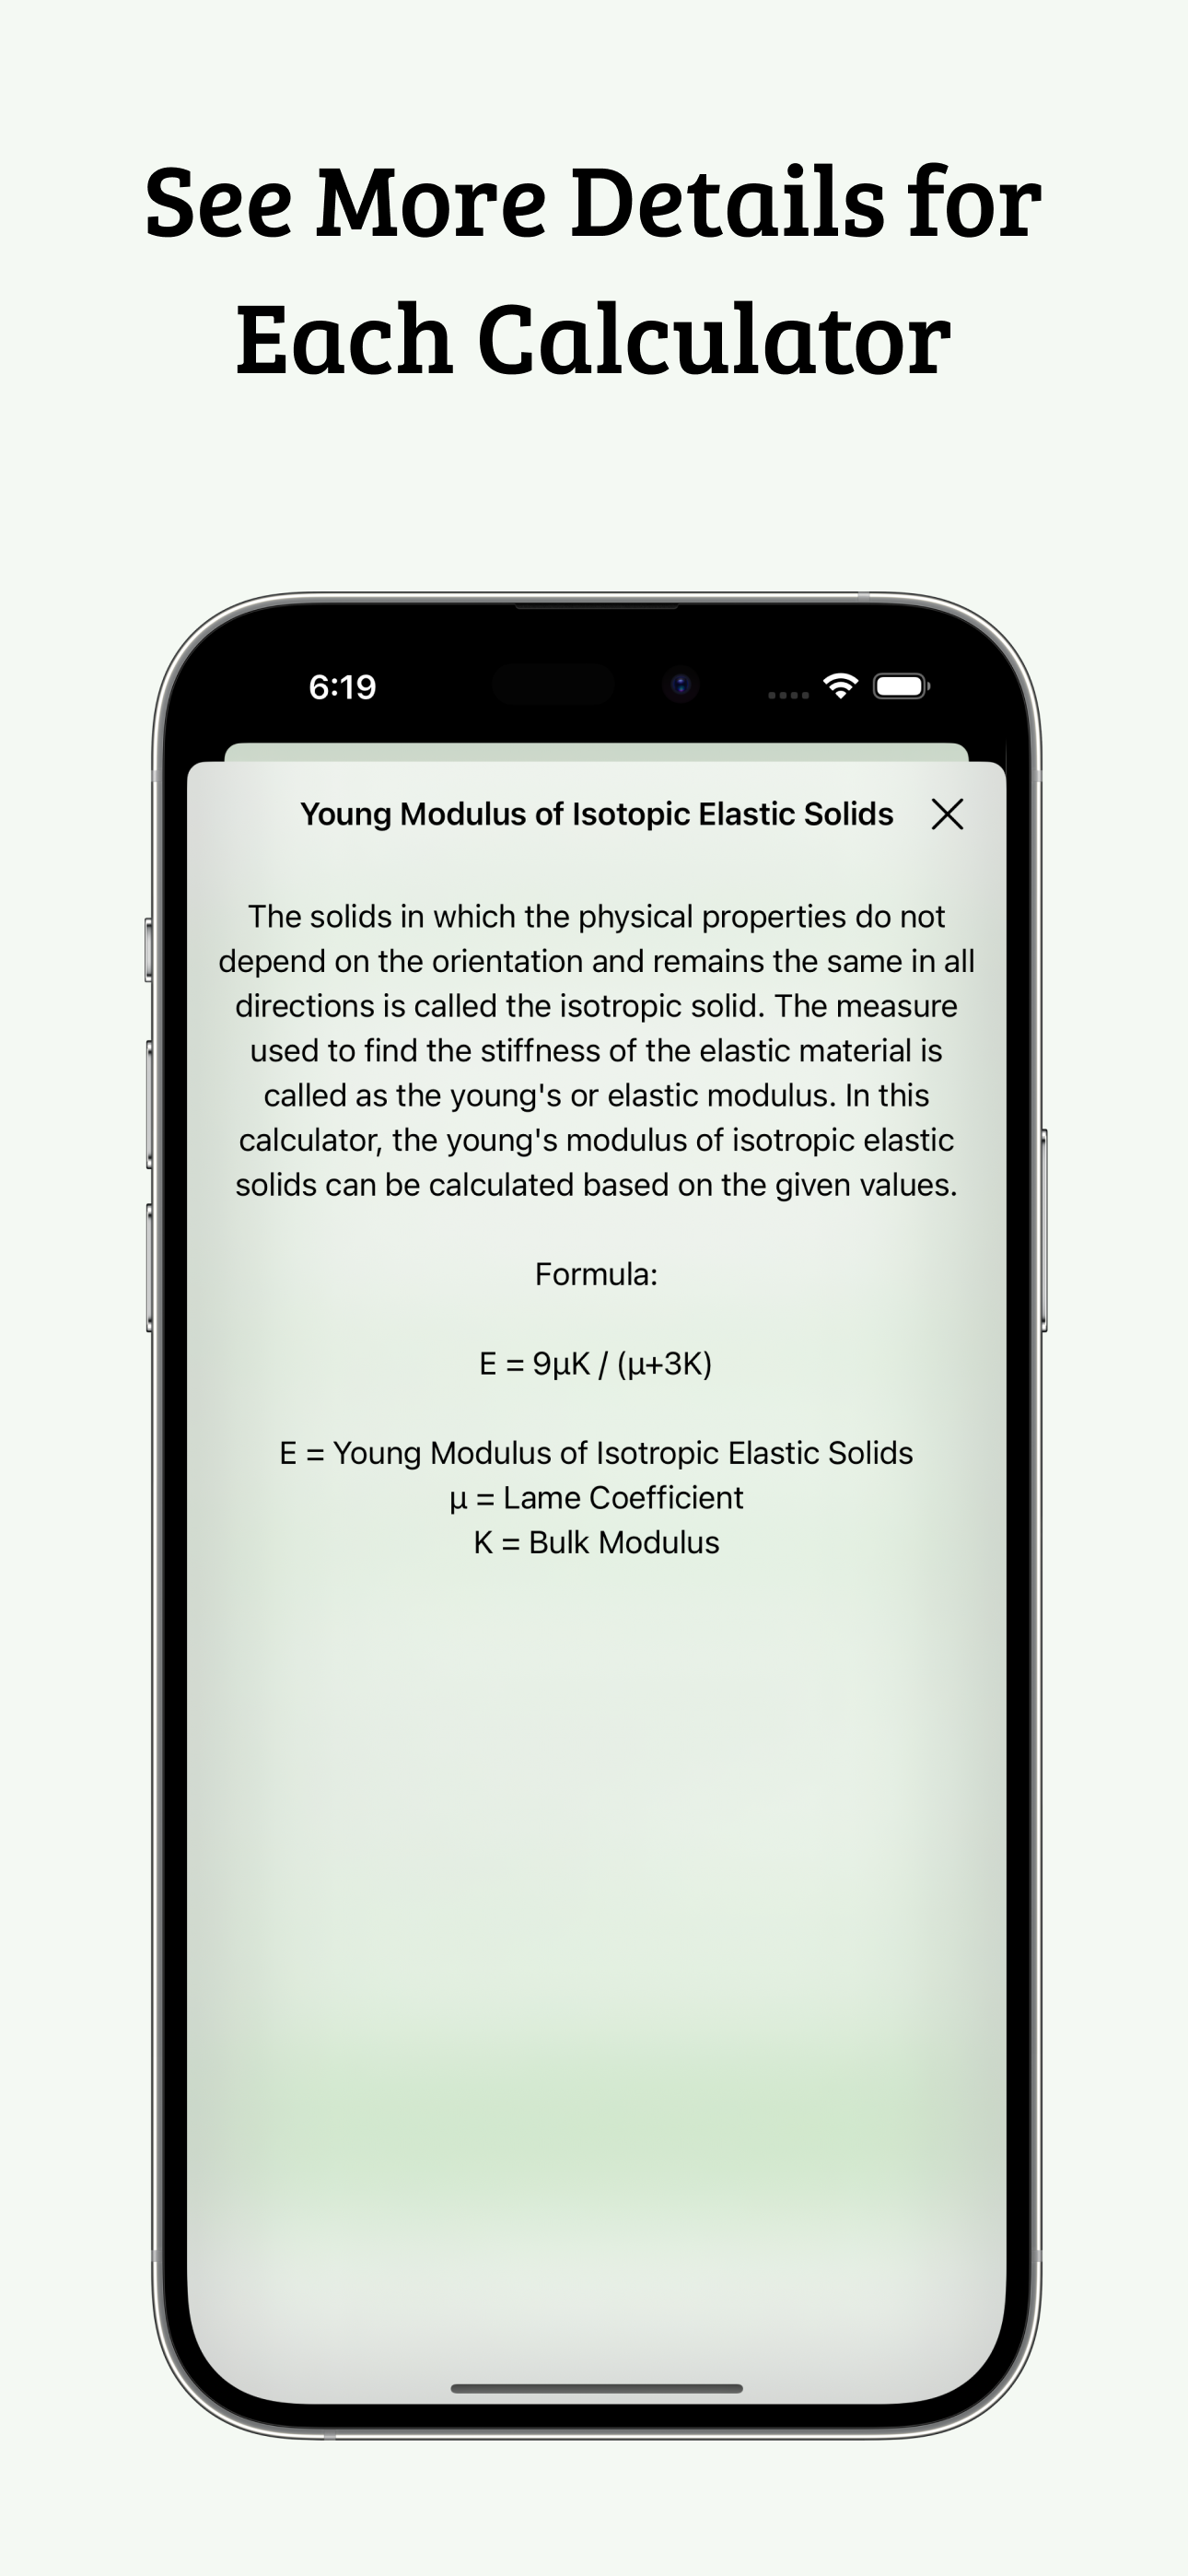 See More Details for
Each Calculator
6:19
Young Modulus of Isotopic Elastic Solids
The solids in which the physical properties do not
depend on the orientation and remains the same in all
directions is called the isotropic solid. The measure
used to find the stiffness of the elastic material is
called as the young's or elastic modulus. In this
calculator, the young's modulus of isotropic elastic
solids can be calculated based on the given values.
Formula:
E = 9μK / (μ+3K)
E = Young Modulus of Isotropic Elastic Solids
μ = Lame Coefficient
K = Bulk Modulus